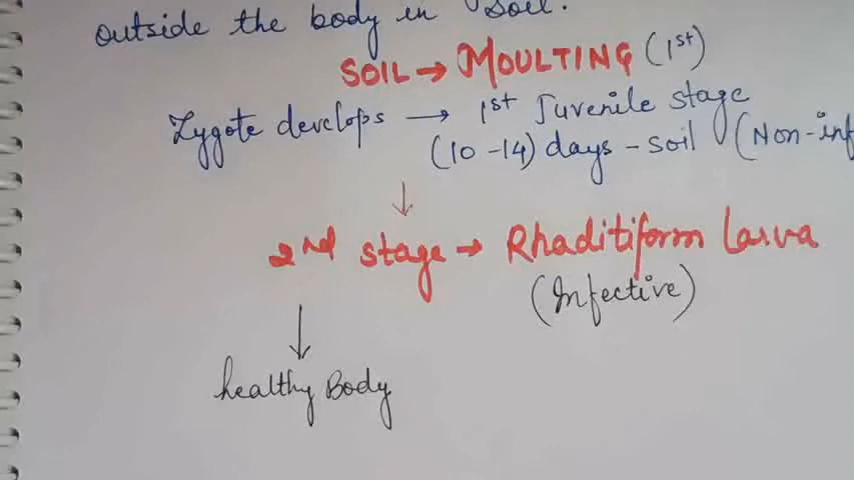 outside the body in soil.
SOIL → MOULTING (1st)
Zygote develops → 1st Juvenile stage
(10-14) days - soil (Non-inf
↓
2nd stage → Rhaditiform Larva
(Infective)
↓
healthy Body